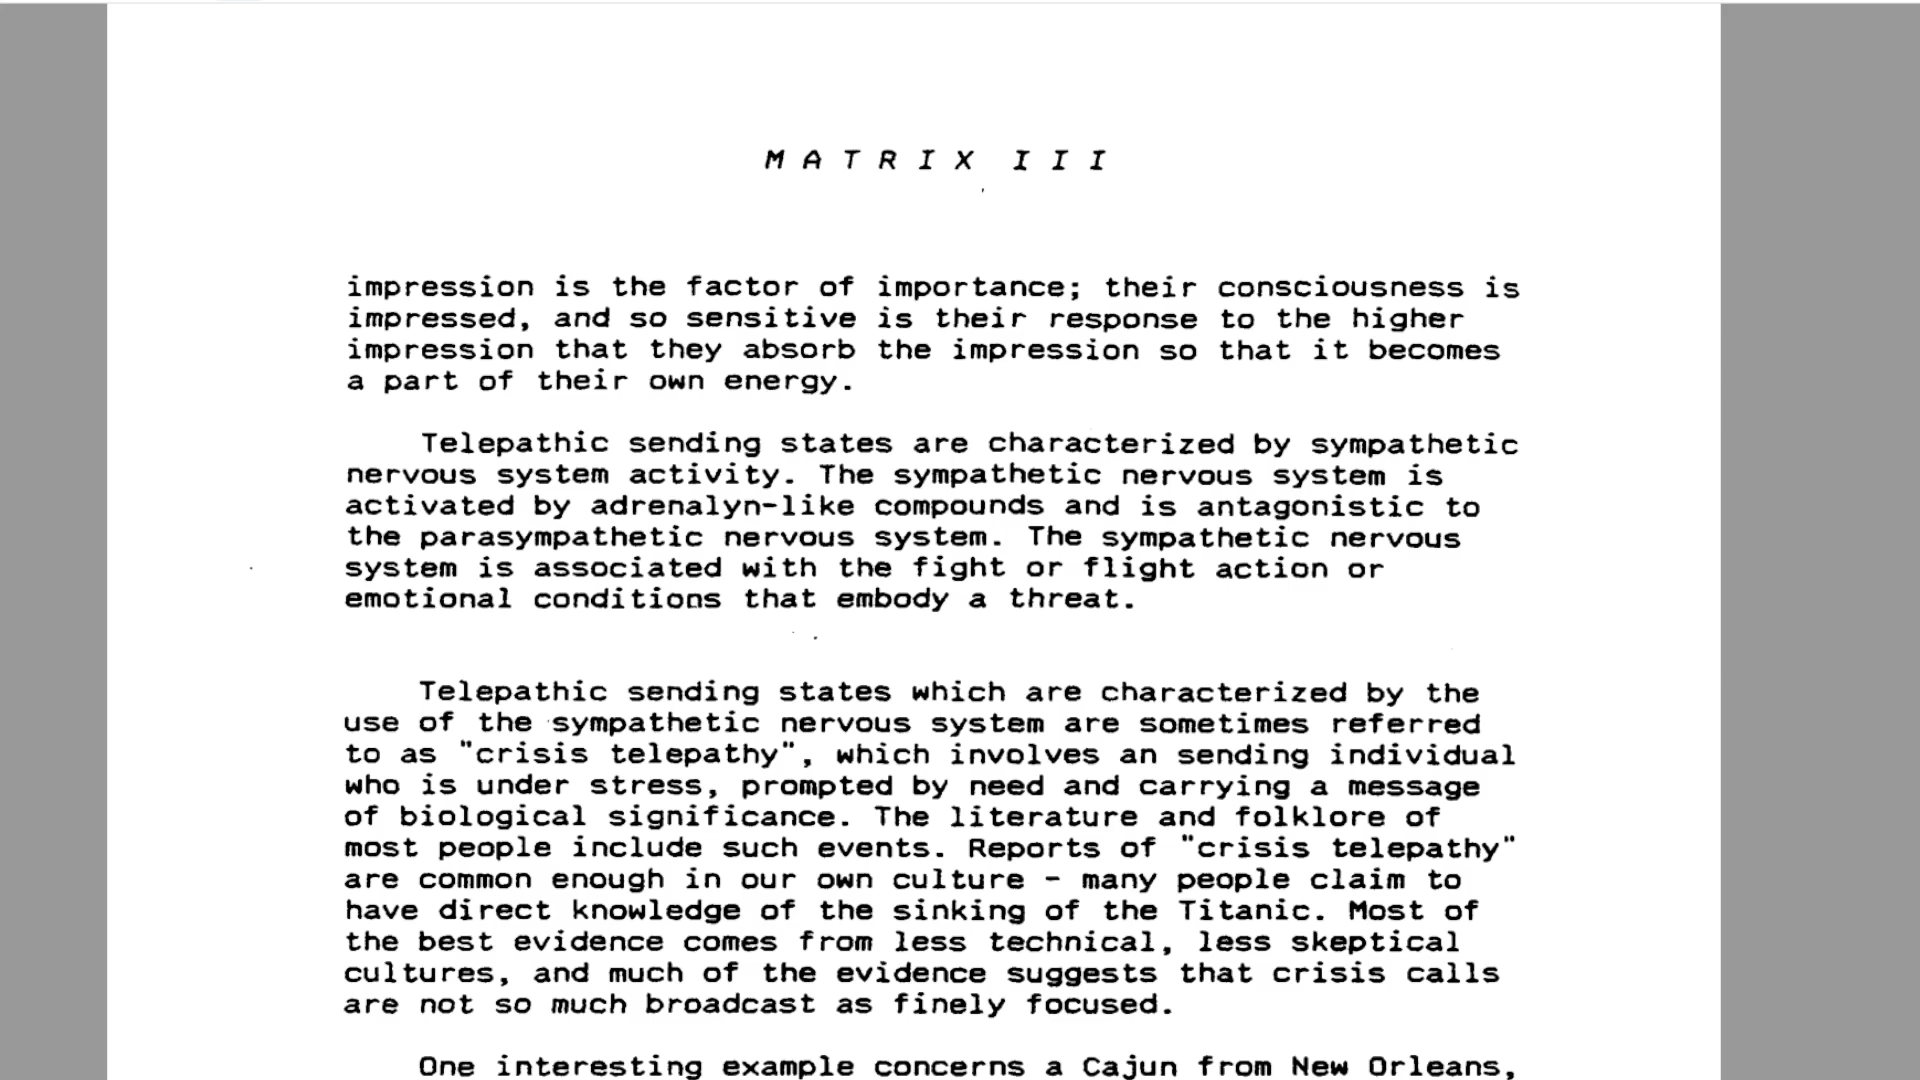 M A T R I X  I I I
impression is the factor of importance; their consciousness is
impressed, and so sensitive is their response to the higher
impression that they absorb the impression so that it becomes
a part of their own energy.
Telepathic sending states are characterized by sympathetic
nervous system activity. The sympathetic nervous system is
activated by adrenalyn-like compounds and is antagonistic to
the parasympathetic nervous system. The sympathetic nervous
system is associated with the fight or flight action or
emotional conditions that embody a threat.
Telepathic sending states which are characterized by the
use of the sympathetic nervous system are sometimes referred
to as "crisis telepathy", which involves an sending individual
who is under stress, prompted by need and carrying a message
of biological significance. The literature and folklore of
most people include such events. Reports of "crisis telepathy"
are common enough in our own culture - many people claim to
have direct knowledge of the sinking of the Titanic. Most of
the best evidence comes from less technical, less skeptical
cultures, and much of the evidence suggests that crisis calls
are not so much broadcast as finely focused.
One interesting example concerns a Cajun from New Orleans,